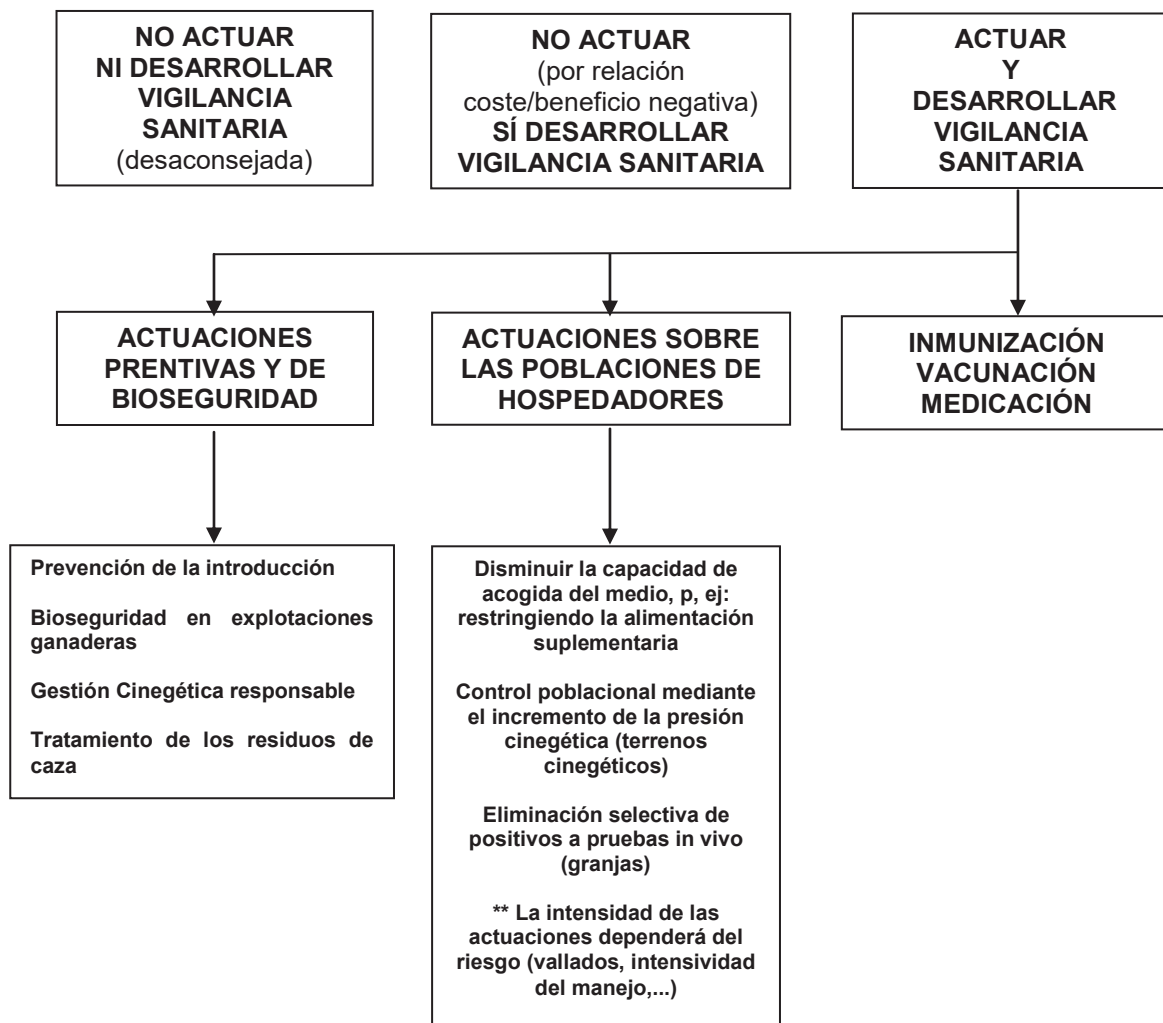 NO ACTUAR
NI DESARROLLAR
VIGILANCIA
SANITARIA
(desaconsejada)
NO ACTUAR
(por relación
coste/beneficio negativa)
SÍ DESARROLLAR
VIGILANCIA SANITARIA
ACTUAR
Y
DESARROLLAR
VIGILANCIA
SANITARIA
ACTUACIONES
PRENTIVAS Y DE
BIOSEGURIDAD
ACTUACIONES SOBRE
LAS POBLACIONES DE
HOSPEDADORES
INMUNIZACIÓN
VACUNACIÓN
MEDICACIÓN
Prevención de la introducción
Bioseguridad en explotaciones
ganaderas
Gestión Cinegética responsable
Tratamiento de los residuos de
caza
Disminuir la capacidad de
acogida del medio, p, ej:
restringiendo la alimentación
suplementaria
Control poblacional mediante
el incremento de la presión
cinegética (terrenos
cinegéticos)
Eliminación selectiva de
positivos a pruebas in vivo
(granjas)
** La intensidad de las
actuaciones dependerá del
riesgo (vallados, intensividad
del manejo,...)